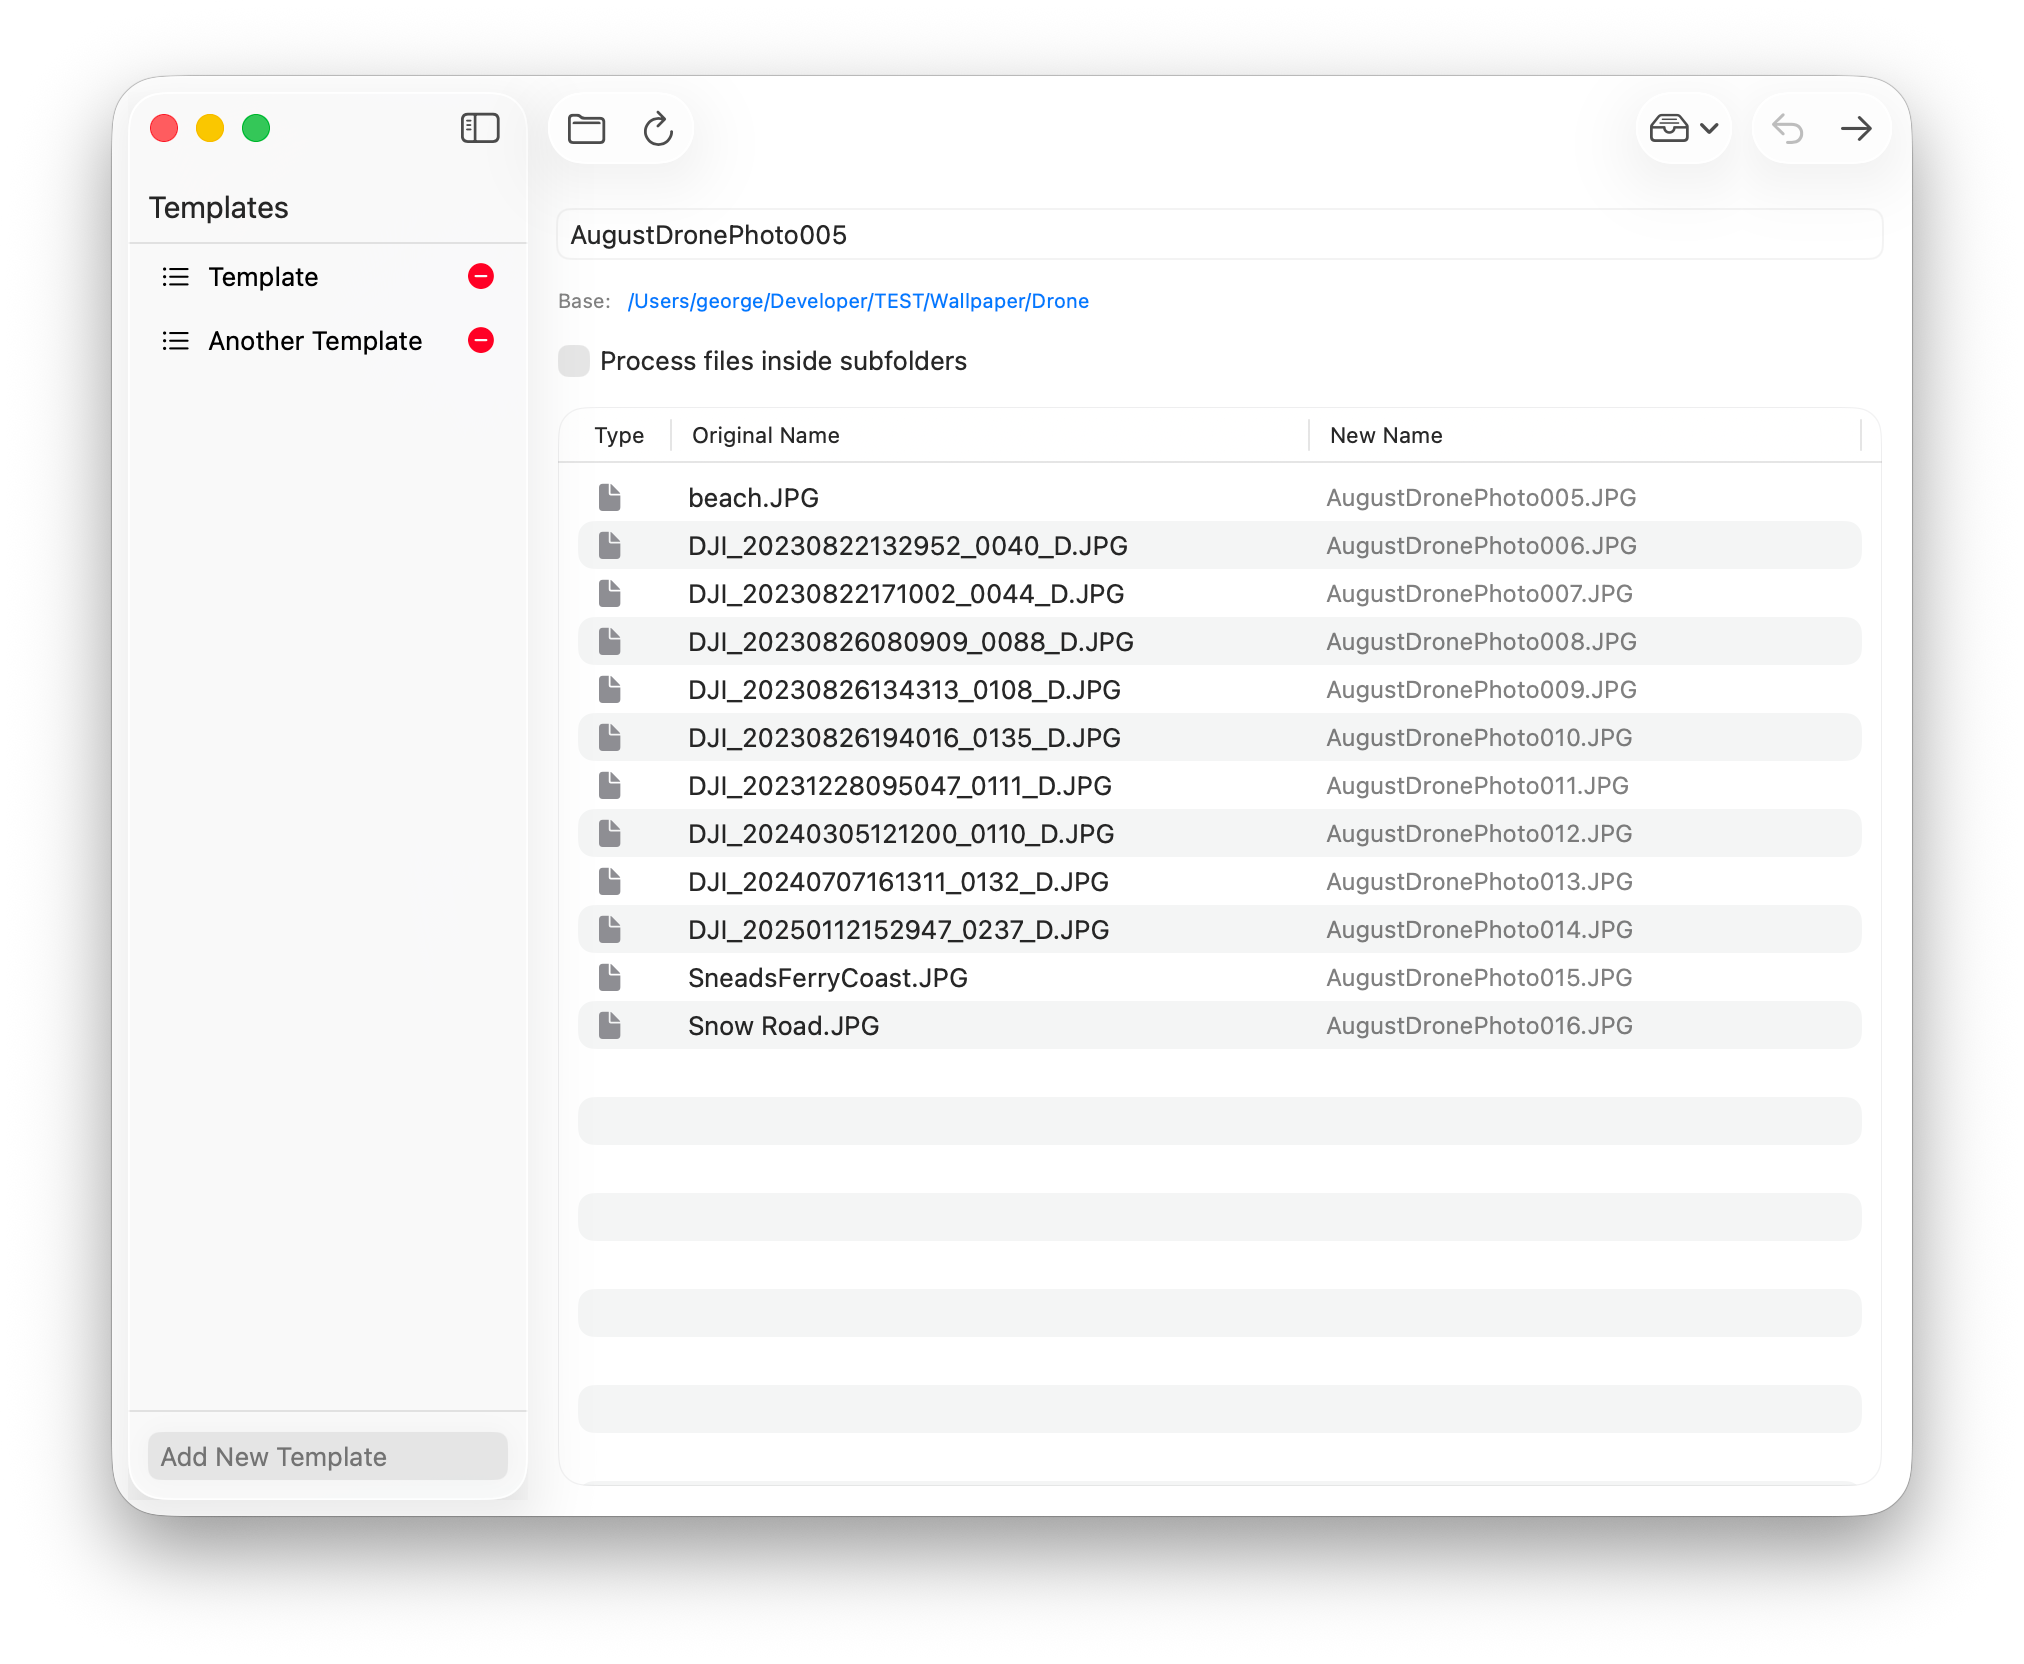 Templates
Template
Another Template
Add New Template
AugustDronePhoto005
Base: /Users/george/Developer/TEST/Wallpaper/Drone
Process files inside subfolders
Type Original Name New Name
beach.JPG AugustDronePhoto005.JPG
DJI_20230822132952_0040_D.JPG AugustDronePhoto006.JPG
DJI_20230822171002_0044_D.JPG AugustDronePhoto007.JPG
DJI_20230826080909_0088_D.JPG AugustDronePhoto008.JPG
DJI_20230826134313_0108_D.JPG AugustDronePhoto009.JPG
DJI_20230826194016_0135_D.JPG AugustDronePhoto010.JPG
DJI_20231228095047_0111_D.JPG AugustDronePhoto011.JPG
DJI_20240305121200_0110_D.JPG AugustDronePhoto012.JPG
DJI_20240707161311_0132_D.JPG AugustDronePhoto013.JPG
DJI_20250112152947_0237_D.JPG AugustDronePhoto014.JPG
SneadsFerryCoast.JPG AugustDronePhoto015.JPG
Snow Road.JPG AugustDronePhoto016.JPG